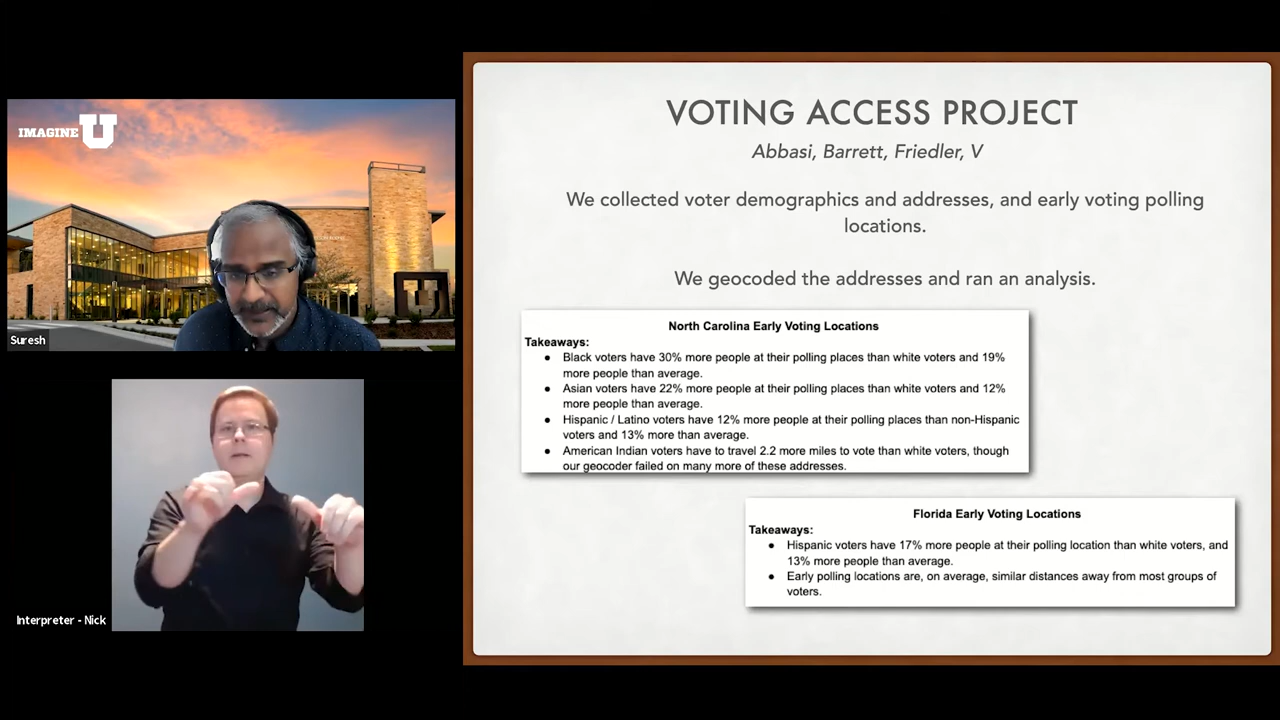 IMAGINE U
Suresh
Interpreter - Nick
VOTING ACCESS PROJECT
Abbasi, Barrett, Friedler, V
We collected voter demographics and addresses, and early voting polling
locations.
We geocoded the addresses and ran an analysis.
North Carolina Early Voting Locations
Takeaways:
● Black voters have 30% more people at their polling places than white voters and 19%
more people than average.
● Asian voters have 22% more people at their polling places than white voters and 12%
more people than average.
● Hispanic / Latino voters have 12% more people at their polling places than non-Hispanic
voters and 13% more than average.
● American Indian voters have to travel 2.2 more miles to vote than white voters, though
our geocoder failed on many more of these addresses.
Florida Early Voting Locations
Takeaways:
● Hispanic voters have 17% more people at their polling location than white voters, and
13% more people than average.
● Early polling locations are, on average, similar distances away from most groups of
voters.